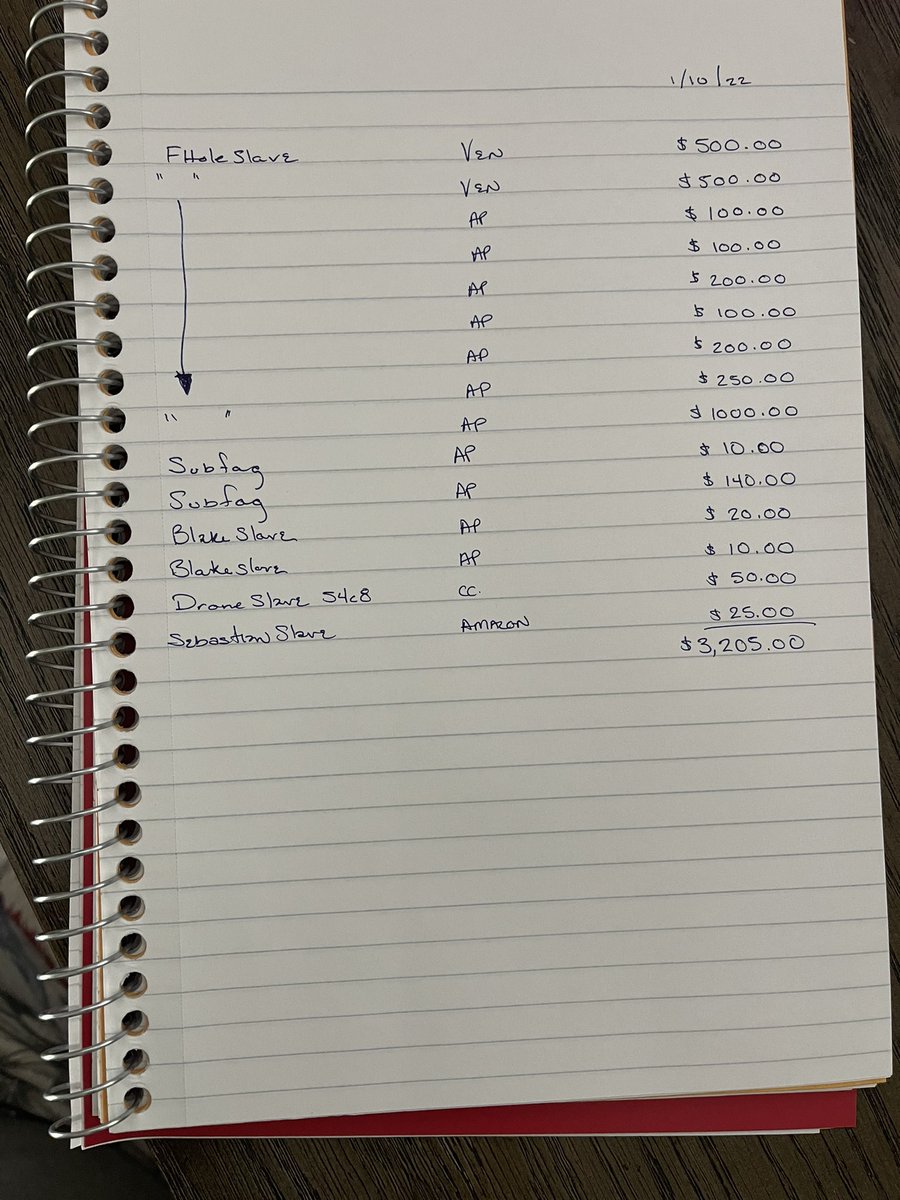 1/10/22
FHole Slave VEN $500.00
" " VEN $500.00
AP $100.00
AP $100.00
AP $200.00
AP $100.00
AP $200.00
AP $250.00
" " AP $1000.00
Subfag AP $10.00
Subfag AP $140.00
Blake Slave AP $20.00
Blake Slave AP $10.00
Drone Slave 54c8 CC. $50.00
Sebastian Slave AMAZON $25.00
$3,205.00